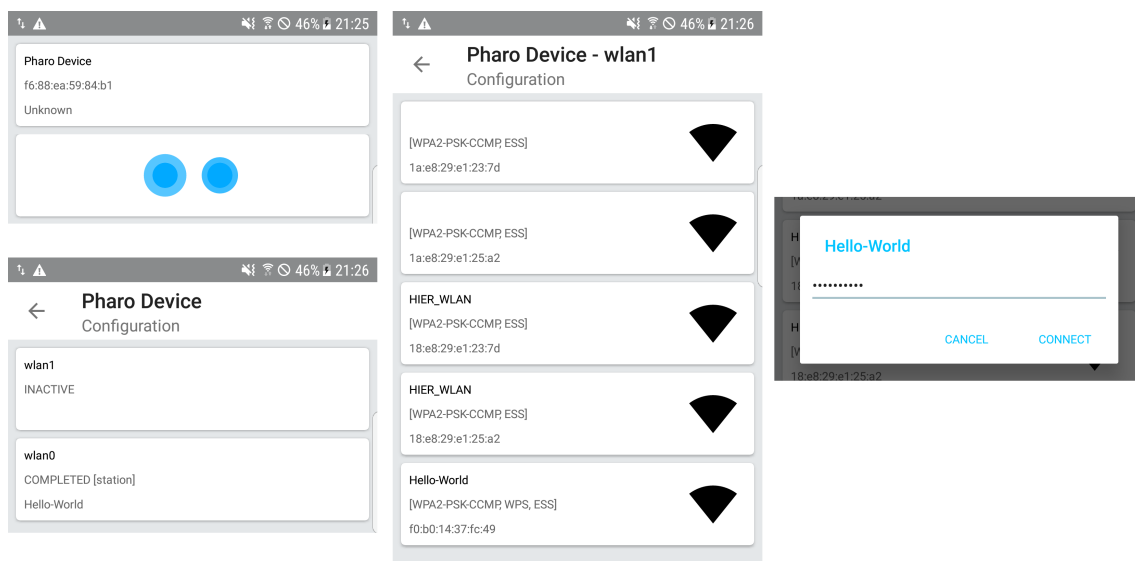 46% 21:25
Pharo Device
f6:88:ea:59:84:b1
Unknown
46% 21:26
Pharo Device
Configuration
wlan1
INACTIVE
wlan0
COMPLETED [station]
Hello-World
46% 21:26
Pharo Device - wlan1
Configuration
[WPA2-PSK-CCMP, ESS]
1a:e8:29:e1:23:7d
[WPA2-PSK-CCMP, ESS]
1a:e8:29:e1:25:a2
HIER_WLAN
[WPA2-PSK-CCMP, ESS]
18:e8:29:e1:23:7d
HIER_WLAN
[WPA2-PSK-CCMP, ESS]
18:e8:29:e1:25:a2
Hello-World
[WPA2-PSK-CCMP, WPS, ESS]
f0:b0:14:37:fc:49
Hello-World
••••••••••
CANCEL
CONNECT
18:e8:29:e1:25:a2